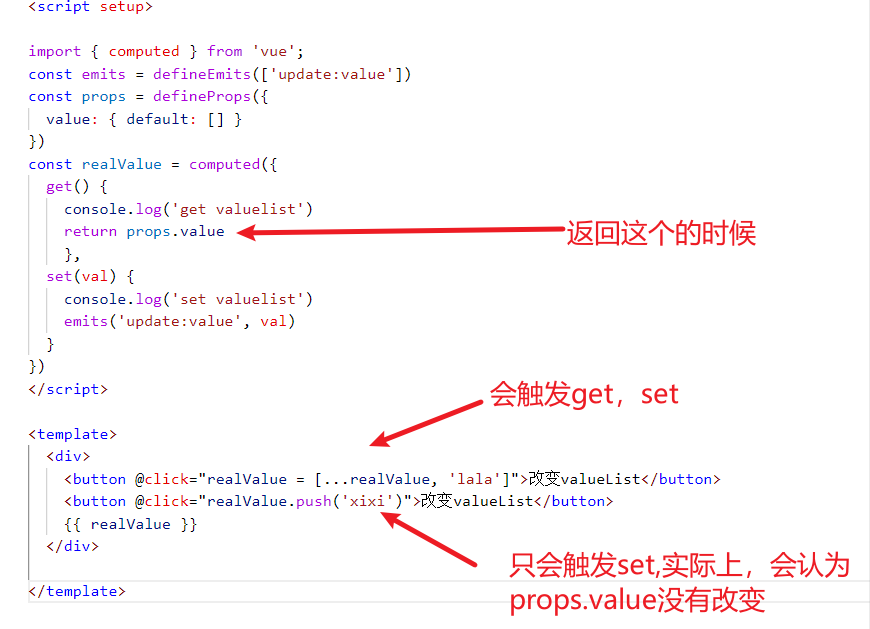 <script setup>
import { computed } from 'vue';
const emits = defineEmits(['update:value'])
const props = defineProps({
value: { default: [] }
})
const realValue = computed({
get() {
console.log('get valuelist')
return props.value
返回这个的时候
},
set(val) {
console.log('set valuelist')
emits('update:value', val)
}
})
</script>
会触发get，set
<template>
<div>
<button @click="realValue = [...realValue, 'lala']">改变valueList</button>
<button @click="realValue.push('xixi')">改变valueList</button>
{{ realValue }}
</div>
只会触发set,实际上，会认为
props.value没有改变
</template>